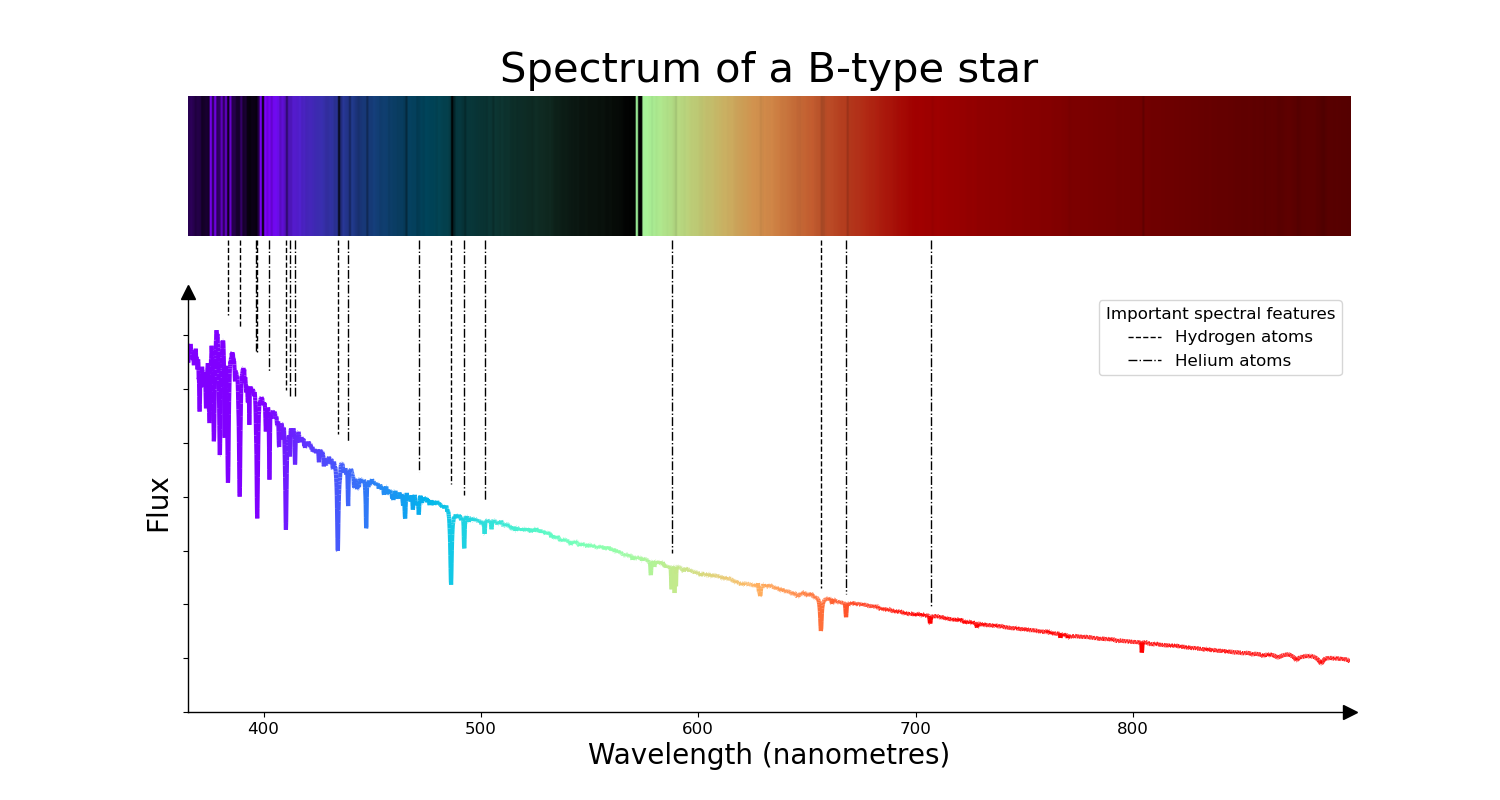 Spectrum of a B-type star
Important spectral features
Hydrogen atoms
Helium atoms
Flux
400 500 600 700 800
Wavelength (nanometres)